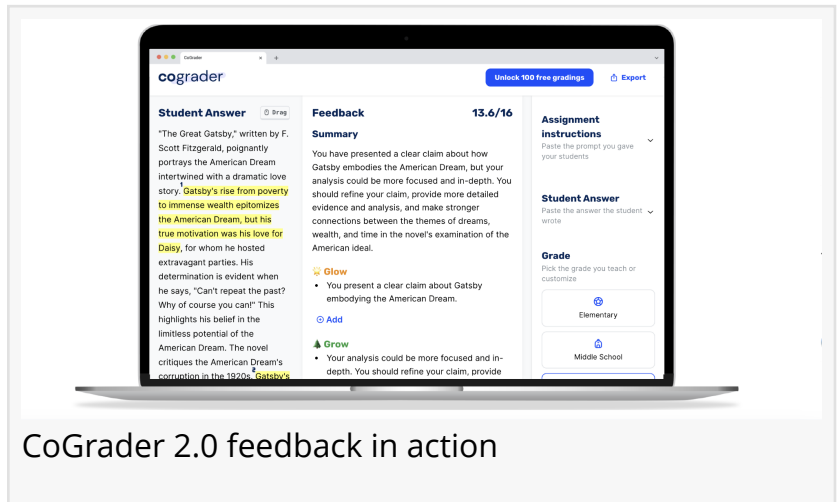 CoGrader
cograder
Unlock 100 free gradings
Export
Student Answer
Drag
"The Great Gatsby," written by F.
Scott Fitzgerald, poignantly
portrays the American Dream
intertwined with a dramatic love
story. 1 Gatsby's rise from poverty
to immense wealth epitomizes
the American Dream, but his
true motivation was his love for
Daisy, for whom he hosted
extravagant parties. His
determination is evident when
he says, "Can't repeat the past?
Why of course you can!" This
highlights his belief in the
limitless potential of the
American Dream. The novel
critiques the American Dream's
corruption in the 1920s. 2 Gatsby's
Feedback 13.6/16
Summary
You have presented a clear claim about how
Gatsby embodies the American Dream, but your
analysis could be more focused and in-depth. You
should refine your claim, provide more detailed
evidence and analysis, and make stronger
connections between the themes of dreams,
wealth, and time in the novel's examination of the
American ideal.
Glow
• You present a clear claim about Gatsby
embodying the American Dream.
Add
Grow
• Your analysis could be more focused and in-
depth. You should refine your claim, provide
Assignment
instructions
Paste the prompt you gave
your students
Student Answer
Paste the answer the student
wrote
Grade
Pick the grade you teach or
customize
Elementary
Middle School
CoGrader 2.0 feedback in action